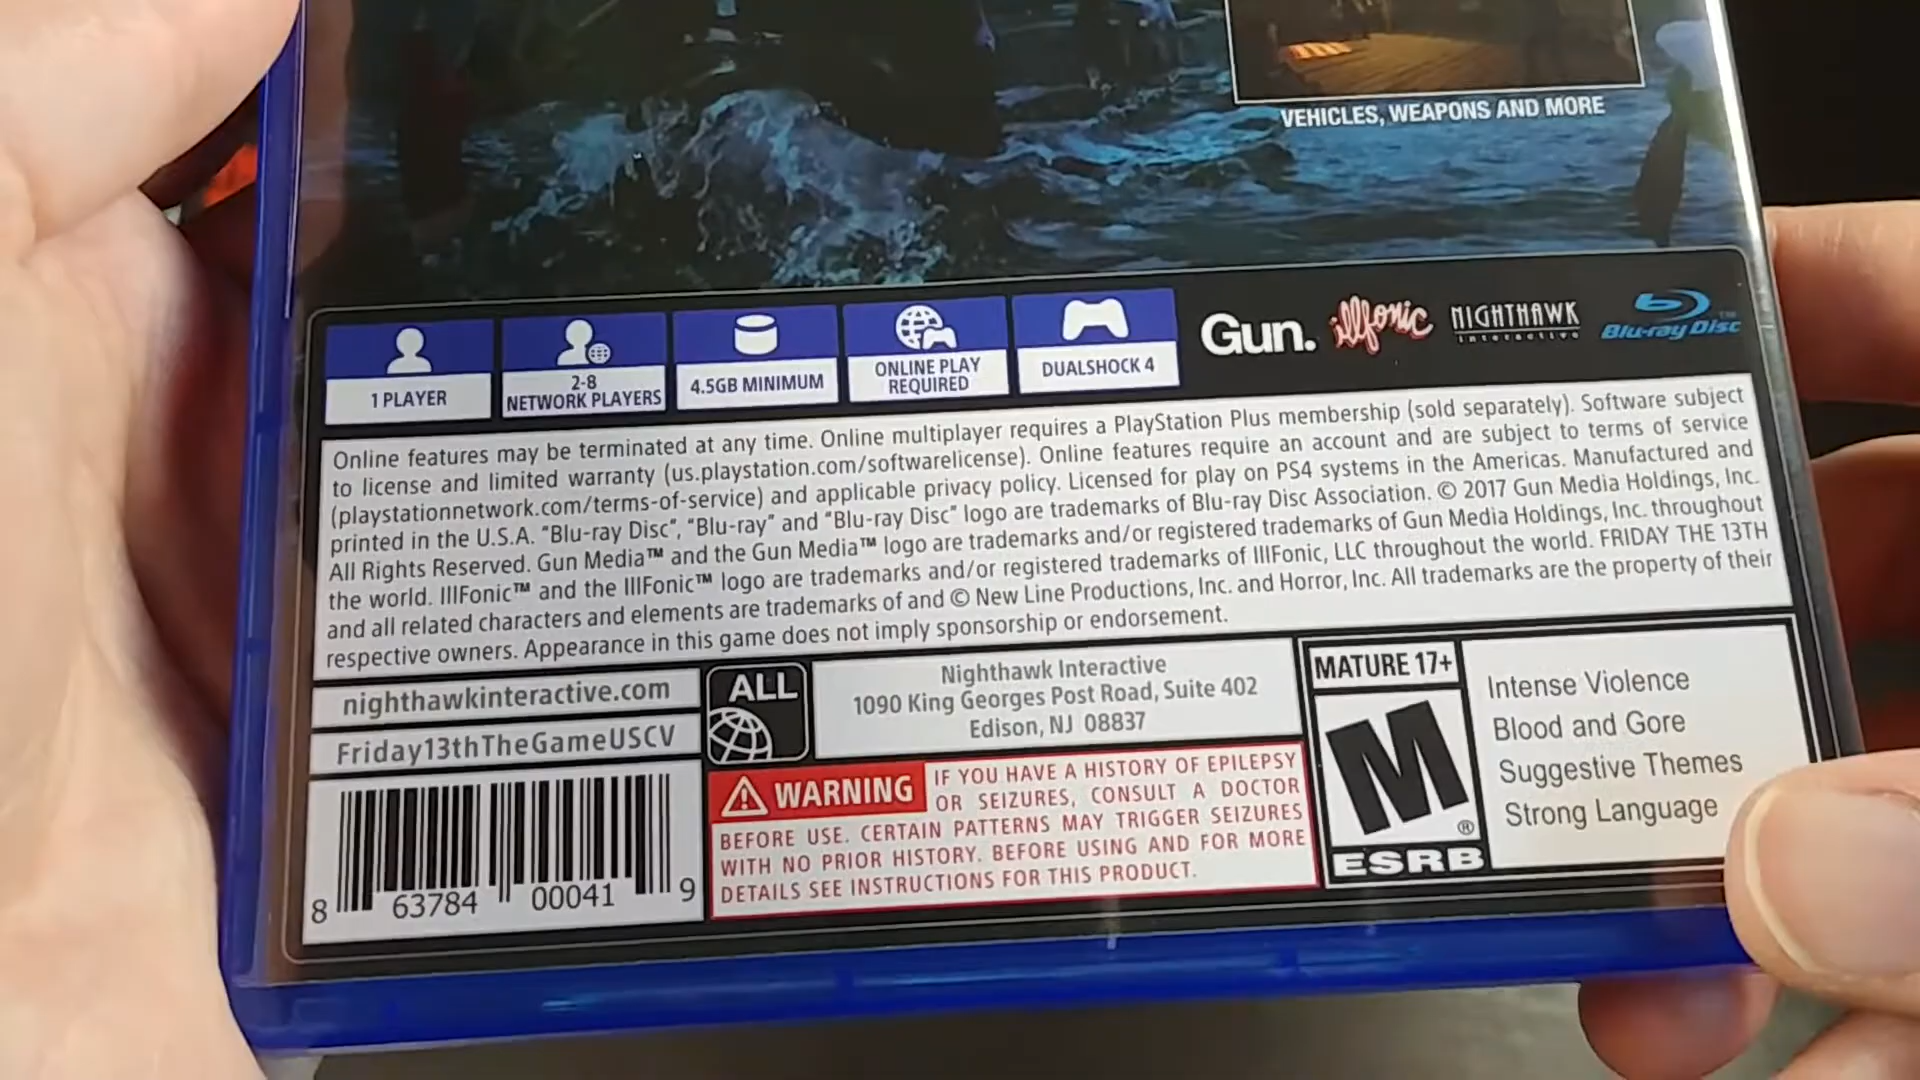 VEHICLES, WEAPONS AND MORE
1 PLAYER
2-8
NETWORK PLAYERS
4.5GB MINIMUM
ONLINE PLAY
REQUIRED
DUALSHOCK 4
Gun.
illfonic
NIGHTHAWK
interactive
Blu-ray Disc™
Online features may be terminated at any time. Online multiplayer requires a PlayStation Plus membership (sold separately). Software subject
to license and limited warranty (us.playstation.com/softwarelicense). Online features require an account and are subject to terms of service
(playstationnetwork.com/terms-of-service) and applicable privacy policy. Licensed for play on PS4 systems in the Americas. Manufactured and
printed in the U.S.A. “Blu-ray Disc”, “Blu-ray” and “Blu-ray Disc” logo are trademarks of Blu-ray Disc Association. © 2017 Gun Media Holdings, Inc.
All Rights Reserved. Gun Media™ and the Gun Media™ logo are trademarks and/or registered trademarks of Gun Media Holdings, Inc. throughout
the world. IllFonic™ and the IllFonic™ logo are trademarks and/or registered trademarks of IllFonic, LLC throughout the world. FRIDAY THE 13TH
and all related characters and elements are trademarks of and © New Line Productions, Inc. and Horror, Inc. All trademarks are the property of their
respective owners. Appearance in this game does not imply sponsorship or endorsement.
nighthawkinteractive.com
Friday13thTheGameUSCV
ALL
Nighthawk Interactive
1090 King Georges Post Road, Suite 402
Edison, NJ 08837
8 63784 00041 9
WARNING IF YOU HAVE A HISTORY OF EPILEPSY
OR SEIZURES, CONSULT A DOCTOR
BEFORE USE. CERTAIN PATTERNS MAY TRIGGER SEIZURES
WITH NO PRIOR HISTORY. BEFORE USING AND FOR MORE
DETAILS SEE INSTRUCTIONS FOR THIS PRODUCT.
MATURE 17+
M®
ESRB
Intense Violence
Blood and Gore
Suggestive Themes
Strong Language